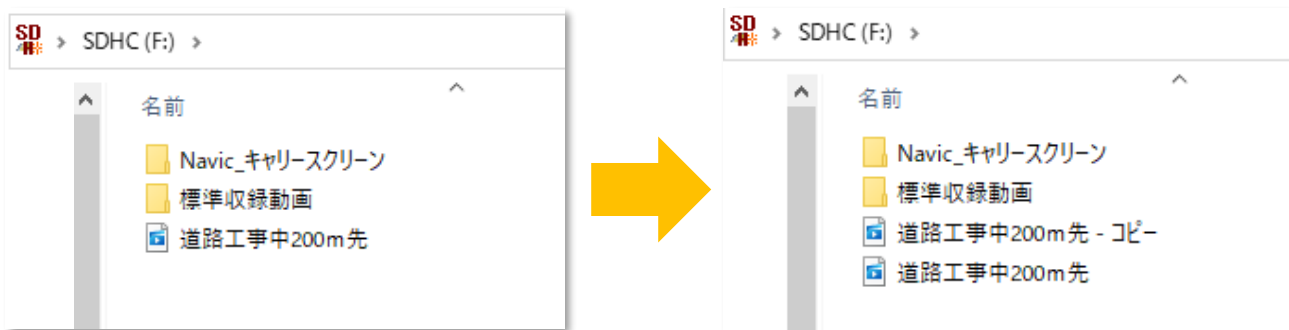 SD
SDHC (F:)
名前
Navic_キャリースクリーン
標準収録動画
道路工事中200m先
SD
SDHC (F:)
名前
Navic_キャリースクリーン
標準収録動画
道路工事中200m先 - コピー
道路工事中200m先